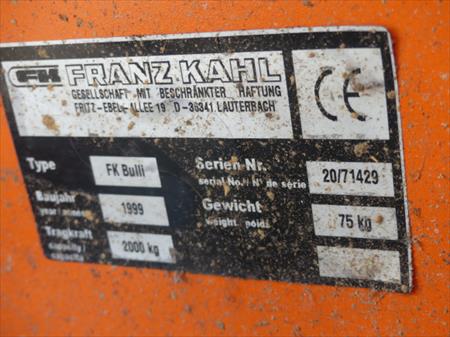 FK FRANZ KAHL
GESELLSCHAFT MIT BESCHRÄNKTER HAFTUNG
FRITZ-EBEL-ALLEE 19 D-36341 LAUTERBACH
CE
Type FK Bulli
Serien Nr. 20/71429
serial No./ N° de série
Baujahr 1999
year/
Gewicht 75 kg
weight/ poids
Tragkraft 2000 kg
capacity/
capacité